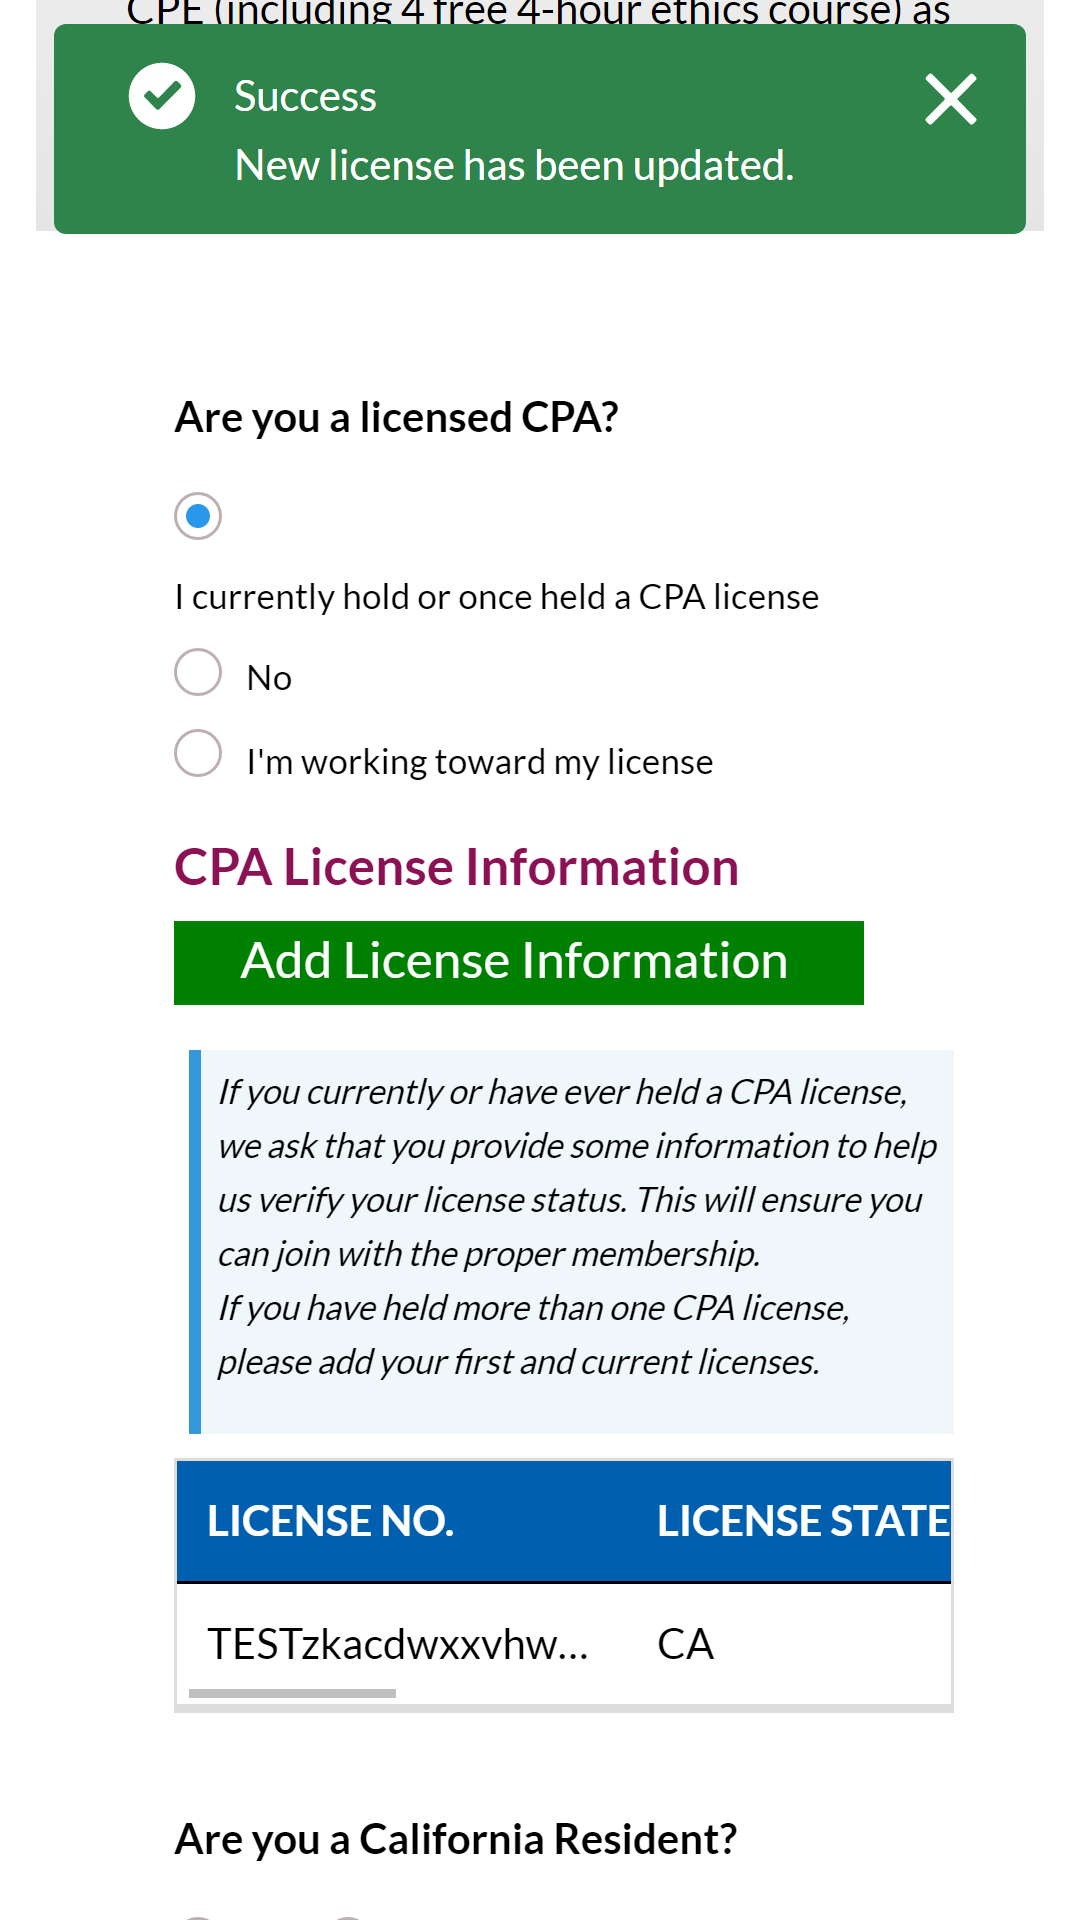 CPE (including 4 free 4-hour ethics course) as
Success
New license has been updated.
Are you a licensed CPA?
I currently hold or once held a CPA license
No
I'm working toward my license
CPA License Information
Add License Information
If you currently or have ever held a CPA license,
we ask that you provide some information to help
us verify your license status. This will ensure you
can join with the proper membership.
If you have held more than one CPA license,
please add your first and current licenses.
LICENSE NO. LICENSE STATE
TESTzkacdwxxvhw... CA
Are you a California Resident?